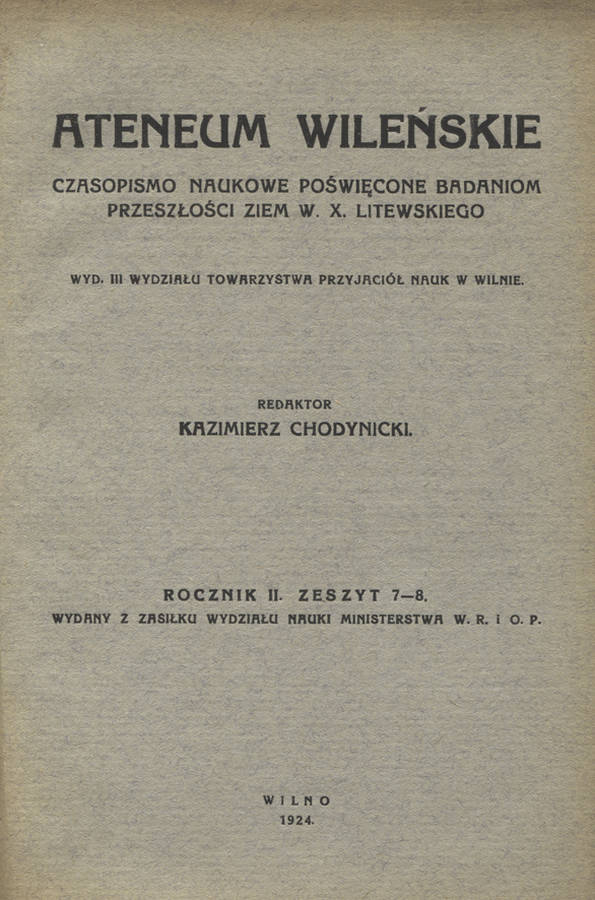 ATENEUM WILEŃSKIE
CZASOPISMO NAUKOWE POŚWIĘCONE BADANIOM
PRZESZŁOŚCI ZIEM W. X. LITEWSKIEGO
WYD. III WYDZIAŁU TOWARZYSTWA PRZYJACIÓŁ NAUK W WILNIE.
REDAKTOR
KAZIMIERZ CHODYNICKI.
ROCZNIK II. ZESZYT 7—8.
WYDANY Z ZASIŁKU WYDZIAŁU NAUKI MINISTERSTWA W. R. i O. P.
WILNO
1924.